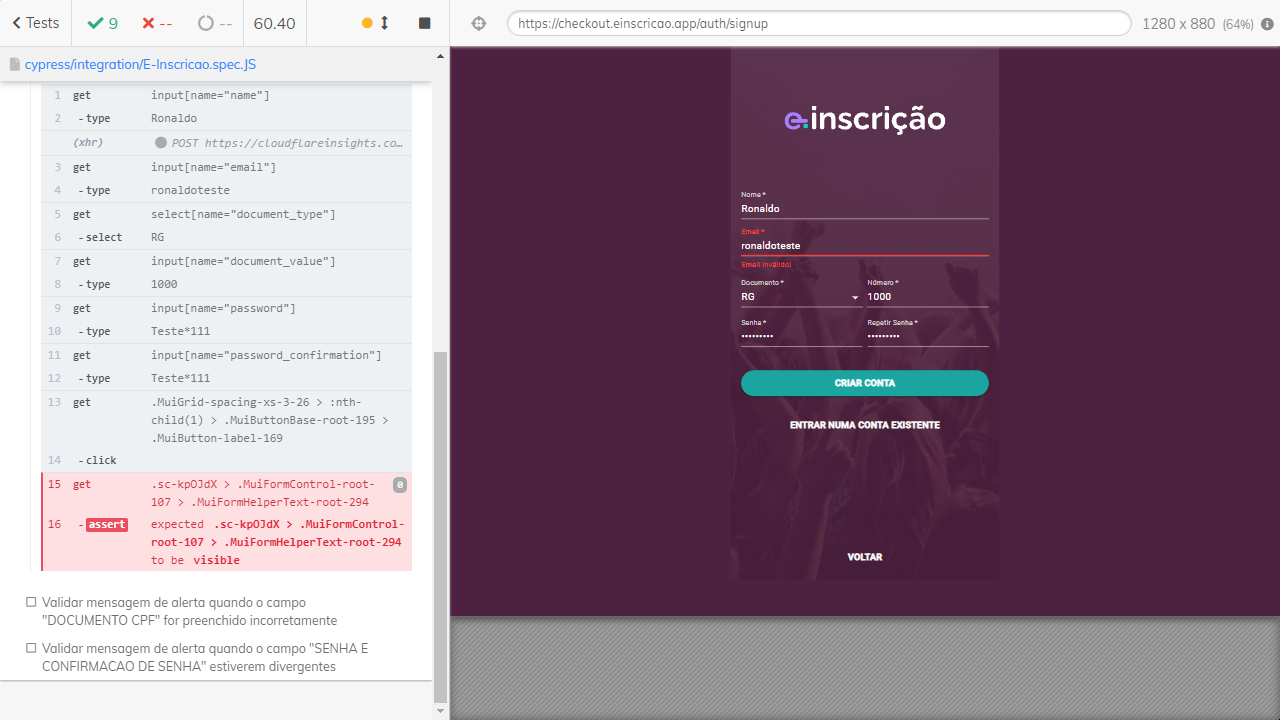 Tests
9
--
--
60.40
https://checkout.einscricao.app/auth/signup
1280 x 880 (64%)
cypress/integration/E-Inscricao.spec.JS
1 get input[name="name"]
2 -type Ronaldo
(xhr) POST https://cloudflareinsights.co…
3 get input[name="email"]
4 -type ronaldoteste
5 get select[name="document_type"]
6 -select RG
7 get input[name="document_value"]
8 -type 1000
9 get input[name="password"]
10 -type Teste*111
11 get input[name="password_confirmation"]
12 -type Teste*111
13 get .MuiGrid-spacing-xs-3-26 > :nth-
child(1) > .MuiButtonBase-root-195 >
.MuiButton-label-169
14 -click
15 get .sc-kpOJdX > .MuiFormControl-root- 0
107 > .MuiFormHelperText-root-294
16 -assert expected .sc-kpOJdX > .MuiFormControl-
root-107 > .MuiFormHelperText-root-294
to be visible
Validar mensagem de alerta quando o campo
"DOCUMENTO CPF" for preenchido incorretamente
Validar mensagem de alerta quando o campo "SENHA E
CONFIRMACAO DE SENHA" estiverem divergentes
e-inscrição
Nome *
Ronaldo
Email *
ronaldoteste
Email inválido!
Documento * Número *
RG 1000
Senha * Repetir Senha *
CRIAR CONTA
ENTRAR NUMA CONTA EXISTENTE
VOLTAR